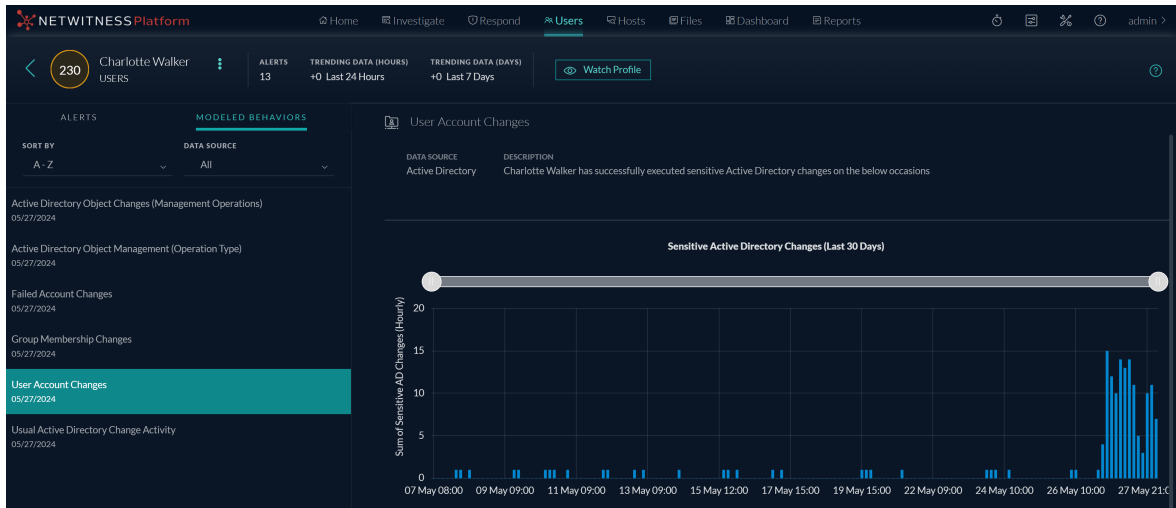 NETWITNESS Platform
Home
Investigate
Respond
Users
Hosts
Files
Dashboard
Reports
admin >
230
Charlotte Walker
USERS
ALERTS
13
TRENDING DATA (HOURS)
+0 Last 24 Hours
TRENDING DATA (DAYS)
+0 Last 7 Days
Watch Profile
ALERTS
MODELED BEHAVIORS
SORT BY
A - Z
DATA SOURCE
All
Active Directory Object Changes (Management Operations)
05/27/2024
Active Directory Object Management (Operation Type)
05/27/2024
Failed Account Changes
05/27/2024
Group Membership Changes
05/27/2024
User Account Changes
05/27/2024
Usual Active Directory Change Activity
05/27/2024
User Account Changes
DATA SOURCE
Active Directory
DESCRIPTION
Charlotte Walker has successfully executed sensitive Active Directory changes on the below occasions
Sensitive Active Directory Changes (Last 30 Days)
Sum of Sensitive AD Changes (Hourly)
20
15
10
5
0
07 May 08:00
09 May 09:00
11 May 09:00
13 May 09:00
15 May 12:00
17 May 15:00
19 May 15:00
22 May 09:00
24 May 10:00
26 May 10:00
27 May 21:0